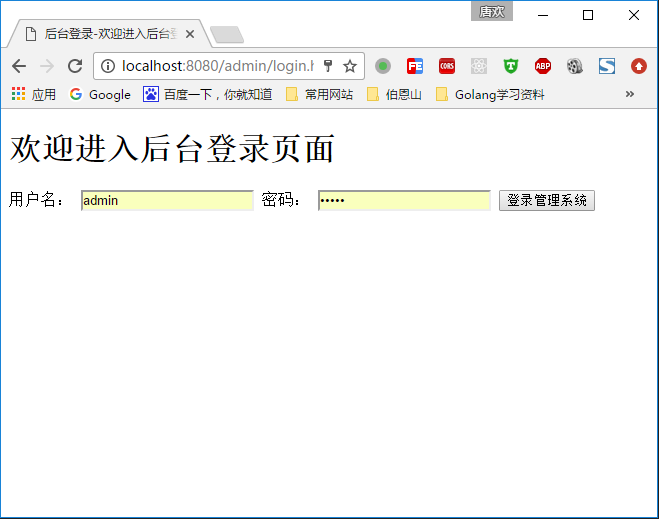 唐欢
后台登录-欢迎进入后台
localhost:8080/admin/login.h
FE CORS T ABP S
应用 Google 百度一下，你就知道 常用网站 伯恩山 Golang学习资料 »
欢迎进入后台登录页面
用户名： admin 密码： ••••• 登录管理系统